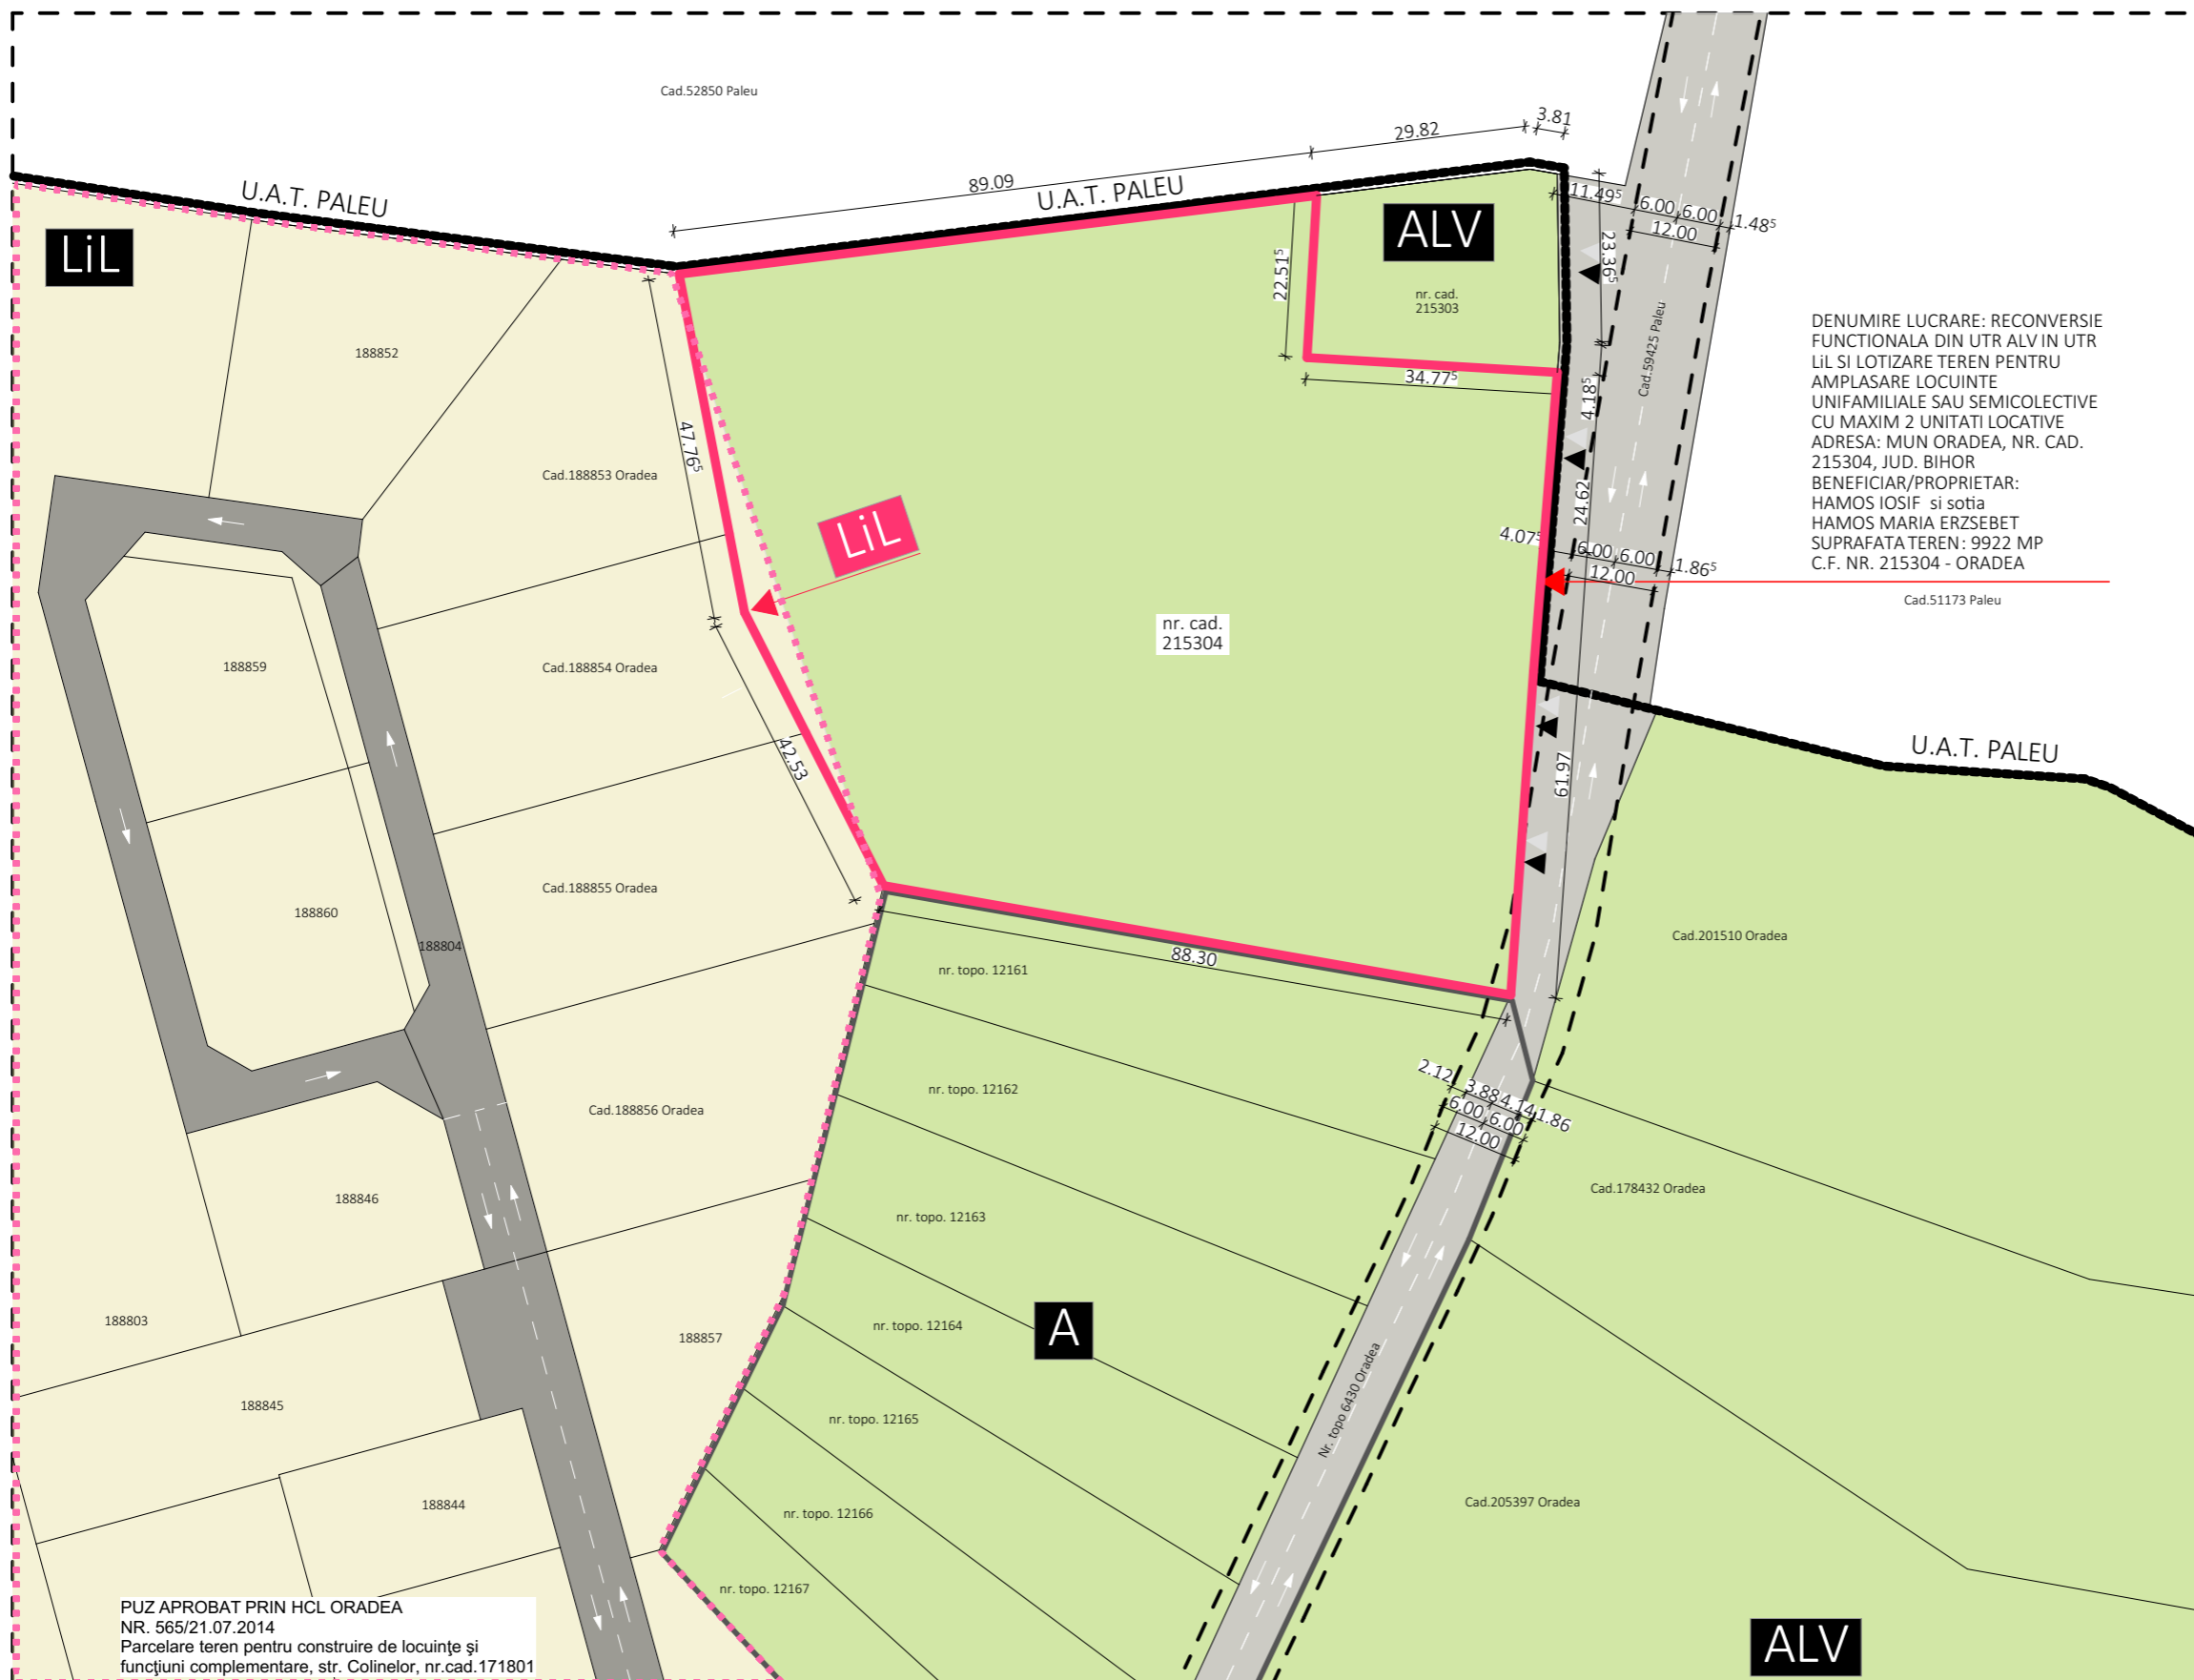 Cad.52850 Paleu
3.81
29.82
89.09
U.A.T. PALEU
U.A.T. PALEU
LiL
ALV
11.49⁵
6.00
6.00
1.48⁵
12.00
23.36⁵
22.51⁵
nr. cad.
215303
34.77⁵
4.18⁵
Cad.59425 Paleu
DENUMIRE LUCRARE: RECONVERSIE
FUNCTIONALA DIN UTR ALV IN UTR
LiL SI LOTIZARE TEREN PENTRU
AMPLASARE LOCUINTE
UNIFAMILIALE SAU SEMICOLECTIVE
CU MAXIM 2 UNITATI LOCATIVE
ADRESA: MUN ORADEA, NR. CAD.
215304, JUD. BIHOR
BENEFICIAR/PROPRIETAR:
HAMOS IOSIF si sotia
HAMOS MARIA ERZSEBET
SUPRAFATA TEREN: 9922 MP
C.F. NR. 215304 - ORADEA
Cad.51173 Paleu
188852
47.76⁵
Cad.188853 Oradea
LiL
24.62
4.07⁵
6.00
6.00
1.86⁵
12.00
nr. cad.
215304
188859
Cad.188854 Oradea
42.53
61.97
U.A.T. PALEU
Cad.188855 Oradea
188860
188804
88.30
Cad.201510 Oradea
nr. topo. 12161
nr. topo. 12162
2.12
3.88
4.14
1.86
6.00
6.00
12.00
Cad.188856 Oradea
188846
Cad.178432 Oradea
nr. topo. 12163
188803
188857
nr. topo. 12164
A
188845
nr. topo. 12165
Nr. topo 6430 Oradea
188844
nr. topo. 12166
Cad.205397 Oradea
nr. topo. 12167
PUZ APROBAT PRIN HCL ORADEA
NR. 565/21.07.2014
Parcelare teren pentru construire de locuinţe şi
funcţiuni complementare, str. Colinelor, nr.cad.171801
ALV